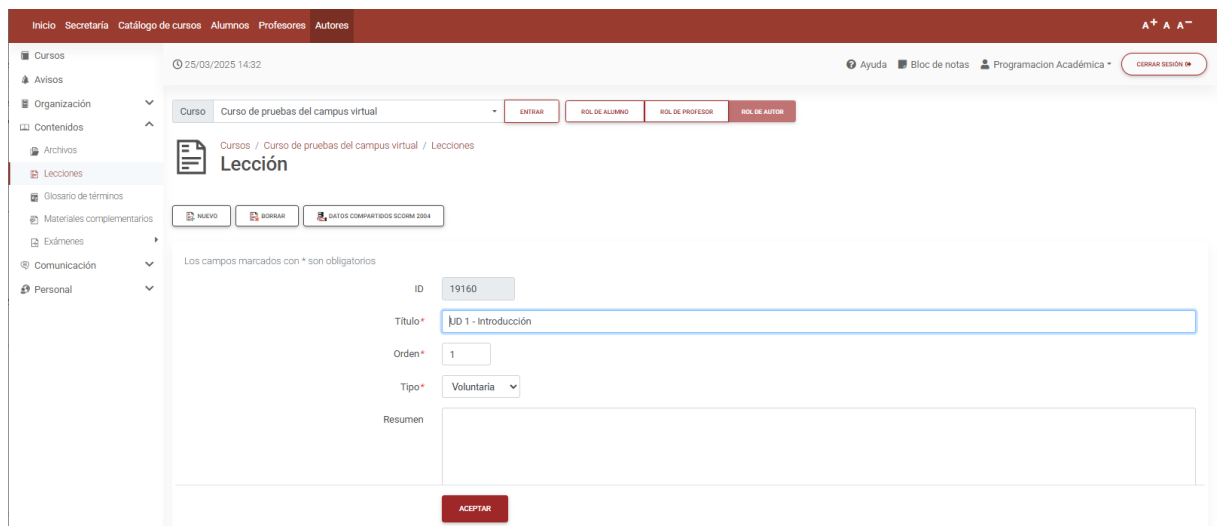 Inicio Secretaría Catálogo de cursos Alumnos Profesores Autores A+ A A−
Cursos
Avisos
Organización
Contenidos
Archivos
Lecciones
Glosario de términos
Materiales complementarios
Exámenes
Comunicación
Personal
25/03/2025 14:32 Ayuda Bloc de notas Programacion Académica CERRAR SESIÓN
Curso Curso de pruebas del campus virtual ENTRAR ROL DE ALUMNO ROL DE PROFESOR ROL DE AUTOR
Cursos / Curso de pruebas del campus virtual / Lecciones
Lección
NUEVO BORRAR DATOS COMPARTIDOS SCORM 2004
Los campos marcados con * son obligatorios
ID 19160
Título* UD 1 - Introducción
Orden* 1
Tipo* Voluntaria
Resumen
ACEPTAR